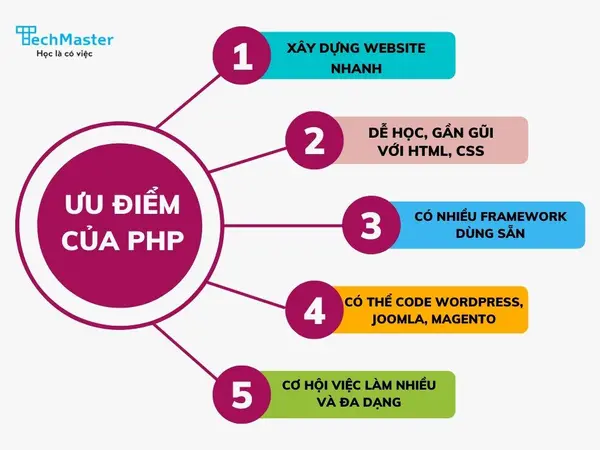 TechMaster
Học là có việc
1
XÂY DỰNG WEBSITE
NHANH
2
DỄ HỌC, GẦN GŨI
VỚI HTML, CSS
ƯU ĐIỂM
CỦA PHP
3
CÓ NHIỀU FRAMEWORK
DÙNG SẴN
4
CÓ THỂ CODE WORDPRESS,
JOOMLA, MAGENTO
5
CƠ HỘI VIỆC LÀM NHIỀU
VÀ ĐA DẠNG